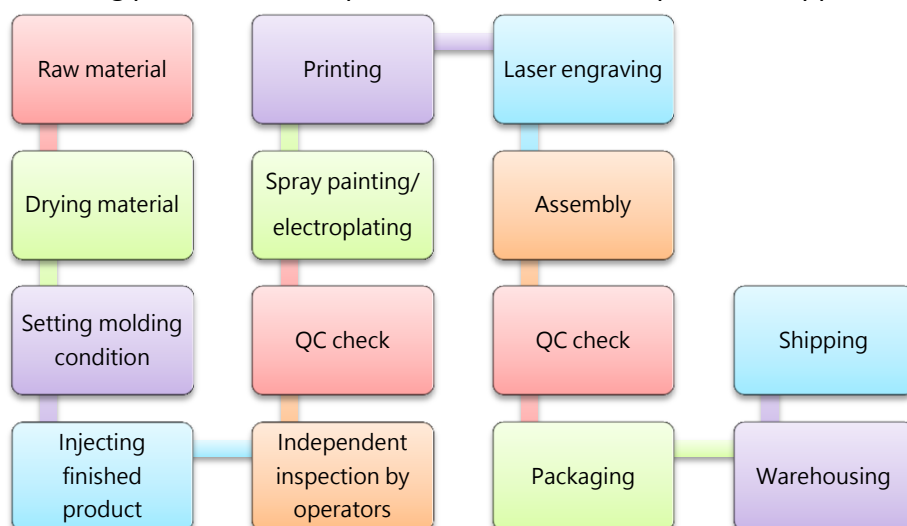 Raw material
Drying material
Setting molding
condition
Injecting
finished
product
Independent
inspection by
operators
QC check
Spray painting/
electroplating
Printing
Laser engraving
Assembly
QC check
Packaging
Warehousing
Shipping